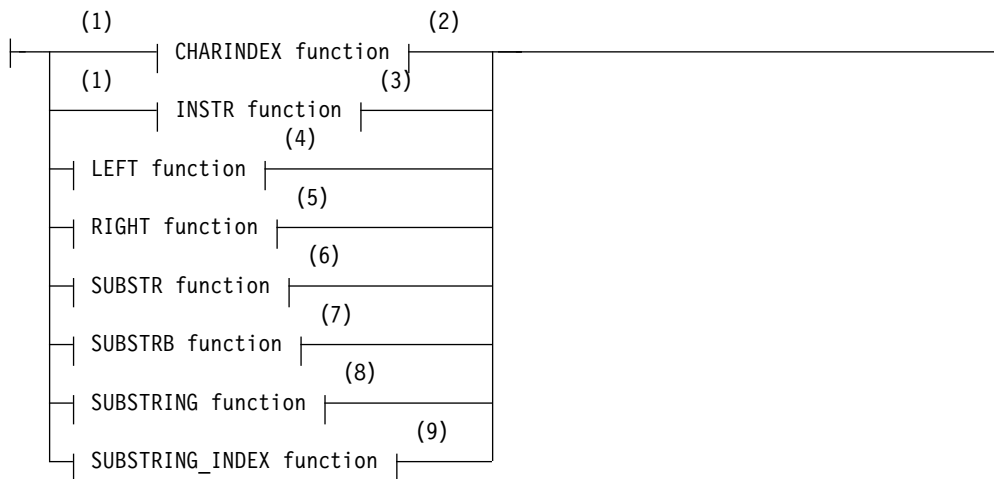 (1) (2)
CHARINDEX function
(1) (3)
INSTR function
(4)
LEFT function
(5)
RIGHT function
(6)
SUBSTR function
(7)
SUBSTRB function
(8)
SUBSTRING function
(9)
SUBSTRING_INDEX function